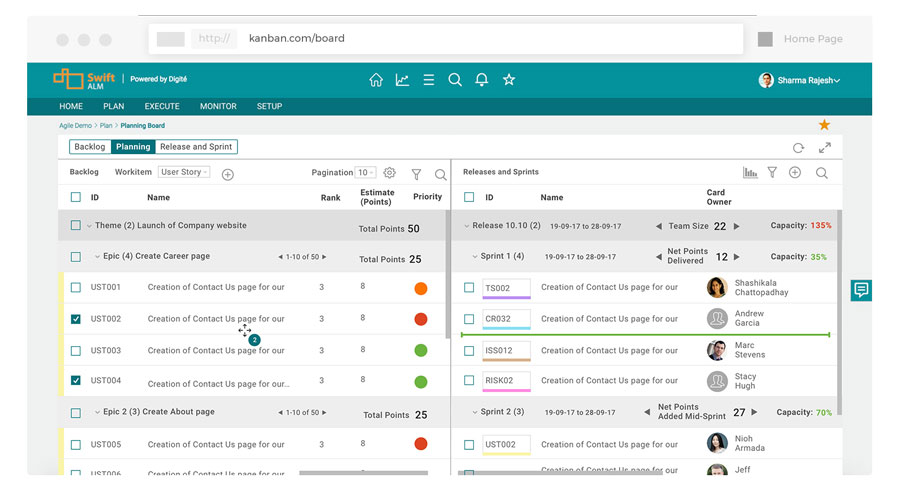 http:// kanban.com/board Home Page
Swift ALM Powered by Digité Sharma Rajesh
HOME PLAN EXECUTE MONITOR SETUP
Agile Demo > Plan > Planning Board
Backlog Planning Release and Sprint
Backlog Workitem User Story Pagination 10 Releases and Sprints
ID Name Rank Estimate (Points) Priority ID Name Card Owner
Theme (2) Launch of Company website Total Points 50 Release 10.10 (2) 19-09-17 to 28-09-17 Team Size 22 Capacity: 135%
Epic (4) Create Career page 1-10 of 50 Total Points 25 Sprint 1 (4) 19-09-17 to 28-09-17 Net Points Delivered 12 Capacity: 35%
UST001 Creation of Contact Us page for our 3 8 TS002 Creation of Contact Us page for our Shashikala Chattopadhay
UST002 Creation of Contact Us page for our 3 8 CR032 Creation of Contact Us page for our Andrew Garcia
2
UST003 Creation of Contact Us page for our 3 8 ISS012 Creation of Contact Us page for our Marc Stevens
UST004 Creation of Contact Us page for our... 3 8 RISK02 Creation of Contact Us page for our Stacy Hugh
Epic 2 (3) Create About page 1-10 of 50 Total Points 25 Sprint 2 (3) 19-09-17 to 28-09-17 Net Points Added Mid-Sprint 27 Capacity: 70%
UST005 Creation of Contact Us page for our 3 8 UST002 Creation of Contact Us page for our Nioh Armada
UST006 Creation of Contact Us page for our Creation of Contact Us page for our Jeff